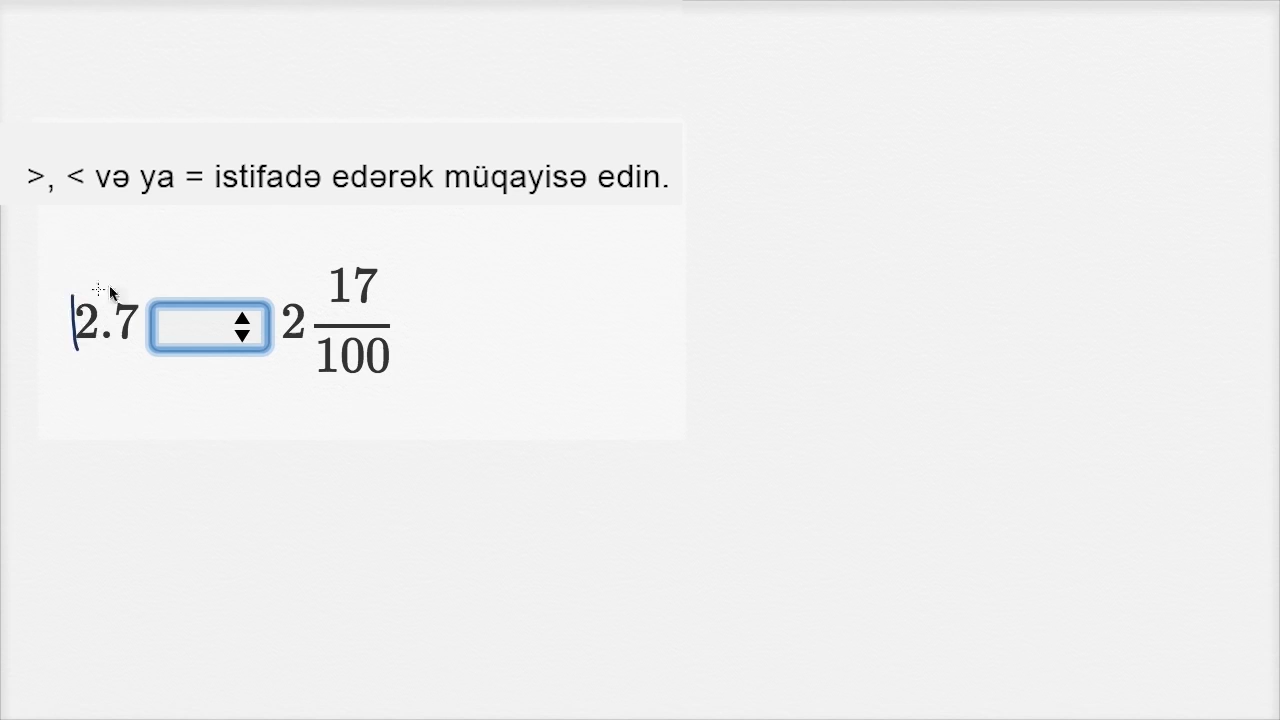 >, < və ya = istifadə edərək müqayisə edin.
2.7 2 17/100